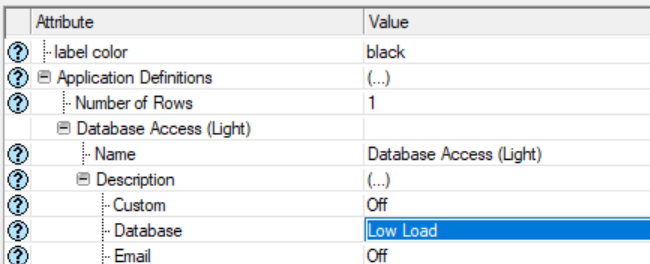 Attribute Value
label color black
Application Definitions (...)
Number of Rows 1
Database Access (Light)
Name Database Access (Light)
Description (...)
Custom Off
Database Low Load
Email Off